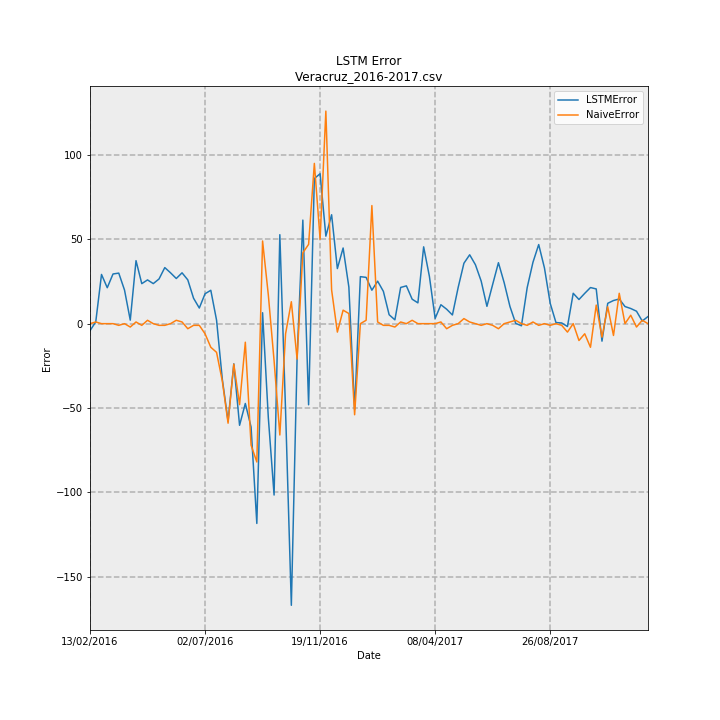 LSTM Error
Veracruz_2016-2017.csv
LSTMError
NaiveError
100
50
0
−50
−100
−150
Error
13/02/2016
02/07/2016
19/11/2016
08/04/2017
26/08/2017
Date